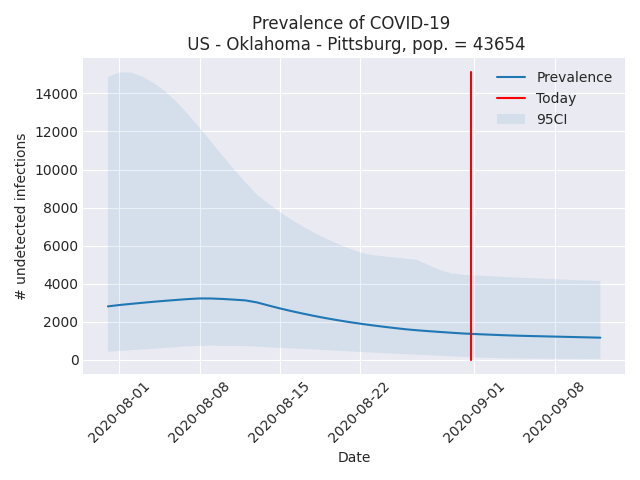 Prevalence of COVID-19
US - Oklahoma - Pittsburg, pop. = 43654
Prevalence
Today
95CI
# undetected infections
14000
12000
10000
8000
6000
4000
2000
0
2020-08-01
2020-08-08
2020-08-15
2020-08-22
2020-09-01
2020-09-08
Date